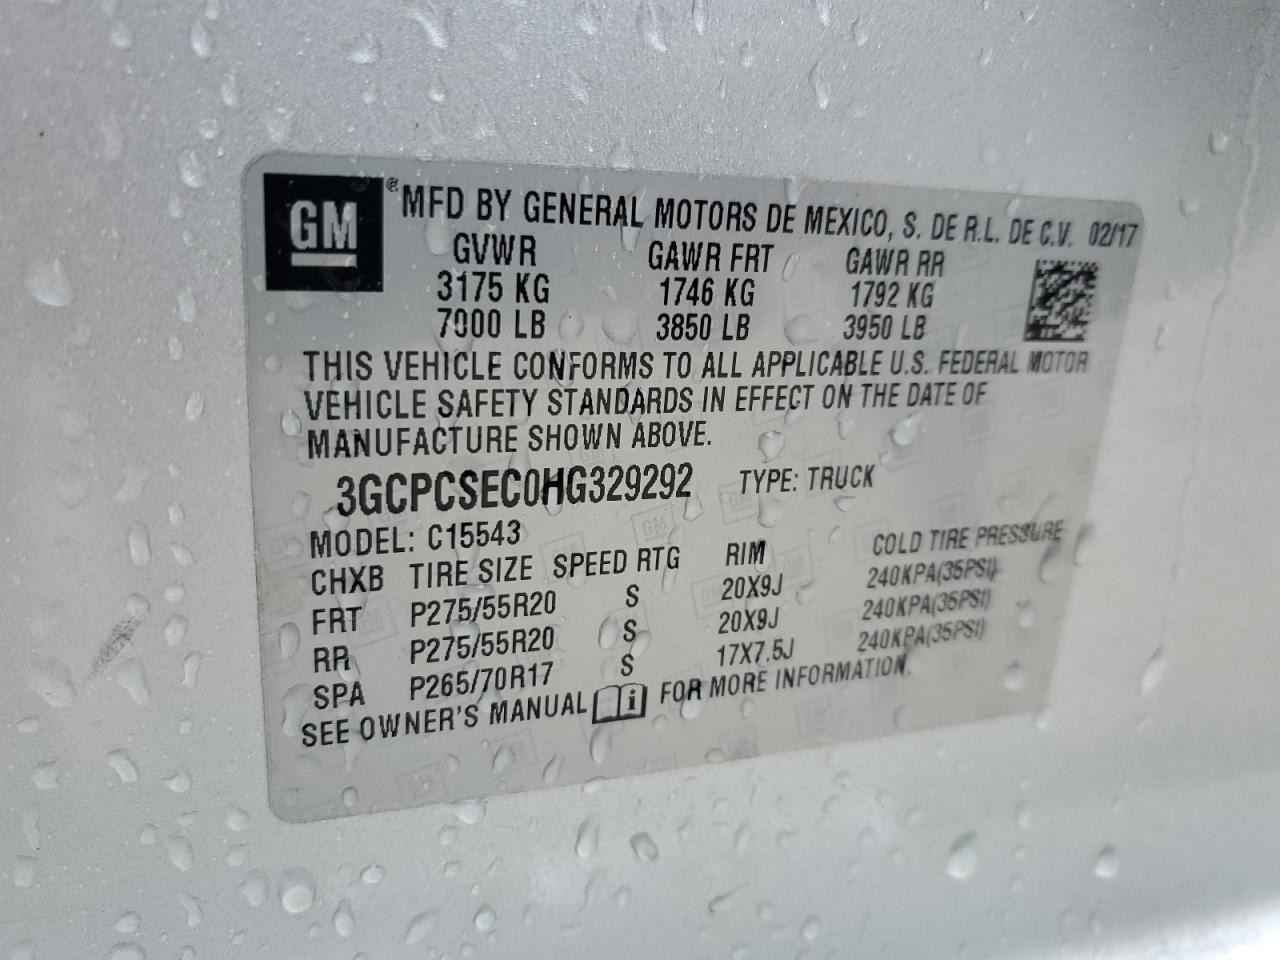 GM
® MFD BY GENERAL MOTORS DE MEXICO, S. DE R.L. DE C.V. 02/17
GVWR GAWR FRT GAWR RR
3175 KG 1746 KG 1792 KG
7000 LB 3850 LB 3950 LB
THIS VEHICLE CONFORMS TO ALL APPLICABLE U.S. FEDERAL MOTOR
VEHICLE SAFETY STANDARDS IN EFFECT ON THE DATE OF
MANUFACTURE SHOWN ABOVE.
3GCPCSEC0HG329292 TYPE: TRUCK
MODEL: C15543
CHXB TIRE SIZE SPEED RTG RIM COLD TIRE PRESSURE
FRT P275/55R20 S 20X9J 240KPA(35PSI)
RR P275/55R20 S 20X9J 240KPA(35PSI)
SPA P265/70R17 S 17X7.5J 240KPA(35PSI)
SEE OWNER'S MANUAL i FOR MORE INFORMATION.